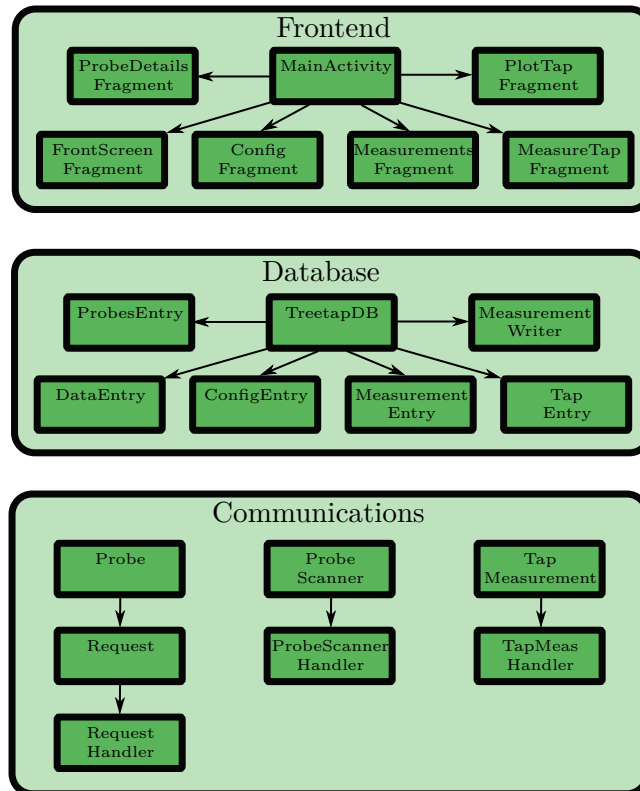 Frontend
ProbeDetails
Fragment
MainActivity
PlotTap
Fragment
FrontScreen
Fragment
Config
Fragment
Measurements
Fragment
MeasureTap
Fragment
Database
ProbesEntry
TreetapDB
Measurement
Writer
DataEntry
ConfigEntry
Measurement
Entry
Tap
Entry
Communications
Probe
Probe
Scanner
Tap
Measurement
Request
ProbeScanner
Handler
TapMeas
Handler
Request
Handler